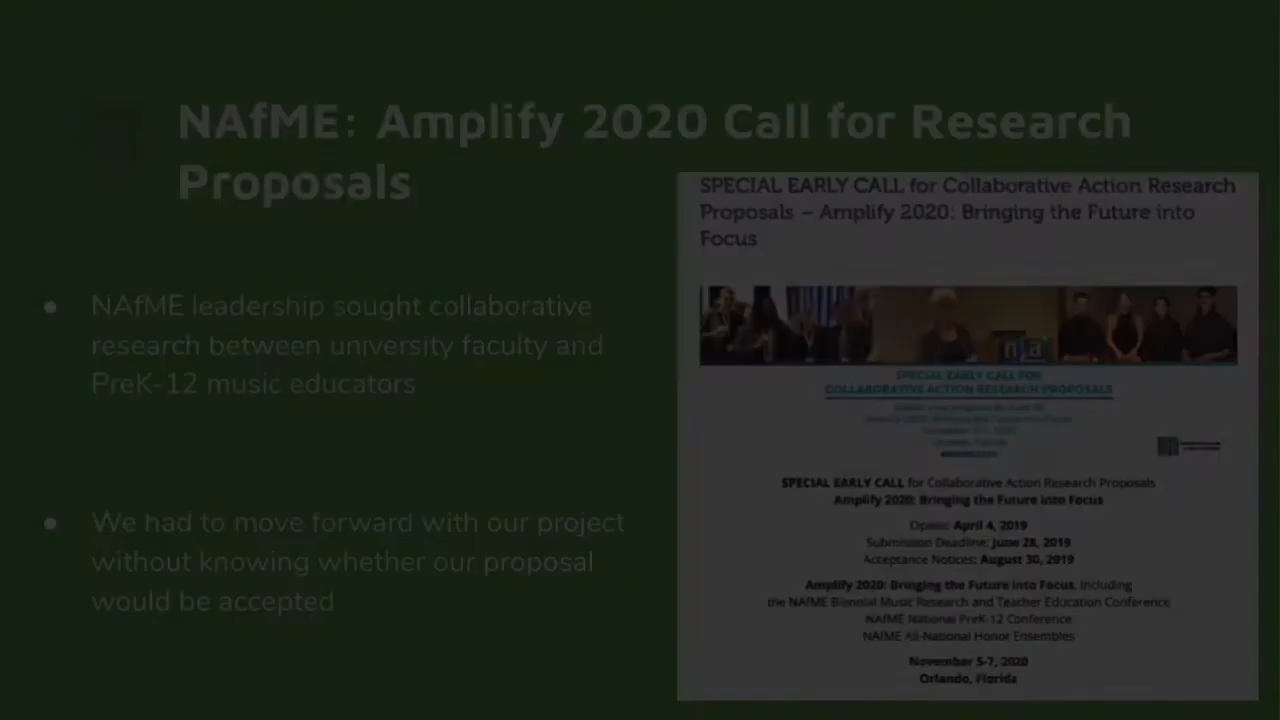 NAfME: Amplify 2020 Call for Research
Proposals
● NAfME leadership sought collaborative
research between university faculty and
PreK-12 music educators
● We had to move forward with our project
without knowing whether our proposal
would be accepted
SPECIAL EARLY CALL for Collaborative Action Research
Proposals – Amplify 2020: Bringing the Future into
Focus
SPECIAL EARLY CALL FOR
COLLABORATIVE ACTION RESEARCH PROPOSALS
SPECIAL EARLY CALL for Collaborative Action Research Proposals
Amplify 2020: Bringing the Future into Focus
Opens: April 4, 2019
Submission Deadline: June 28, 2019
Acceptance Notices: August 30, 2019
Amplify 2020: Bringing the Future into Focus, including
the NAfME Biennial Music Research and Teacher Education Conference
NAfME National PreK-12 Conference
NAfME All-National Honor Ensembles
November 5-7, 2020
Orlando, Florida